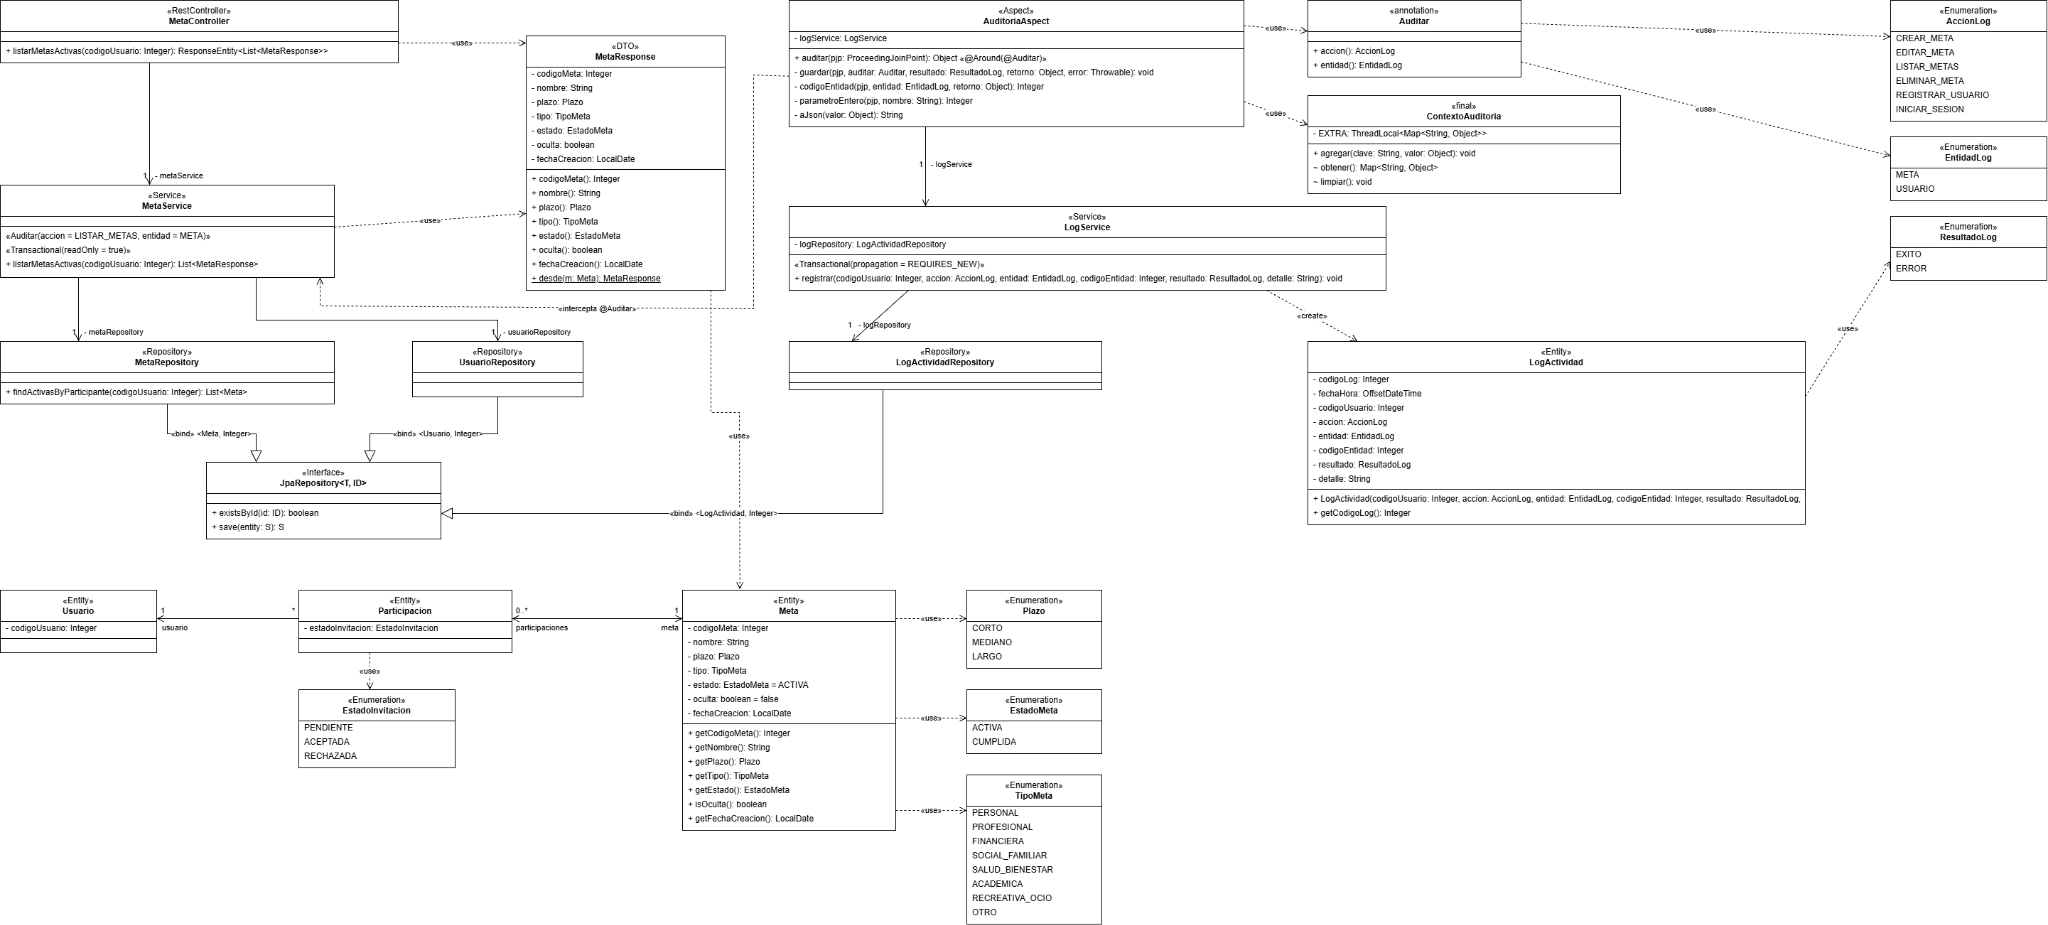 «RestController»
MetaController
+ listarMetasActivas(codigoUsuario: Integer): ResponseEntity<List<MetaResponse>>
«use»
1
- metaService
«DTO»
MetaResponse
- codigoMeta: Integer
- nombre: String
- plazo: Plazo
- tipo: TipoMeta
- estado: EstadoMeta
- oculta: boolean
- fechaCreacion: LocalDate
+ codigoMeta(): Integer
+ nombre(): String
+ plazo(): Plazo
+ tipo(): TipoMeta
+ estado(): EstadoMeta
+ oculta(): boolean
+ fechaCreacion(): LocalDate
+ desde(m: Meta): MetaResponse
«Aspect»
AuditoriaAspect
- logService: LogService
+ auditar(pjp: ProceedingJoinPoint): Object «@Around(@Auditar)»
- guardar(pjp, auditar: Auditar, resultado: ResultadoLog, retorno: Object, error: Throwable): void
- codigoEntidad(pjp, entidad: EntidadLog, retorno: Object): Integer
- parametroEntero(pjp, nombre: String): Integer
- aJson(valor: Object): String
«use»
«use»
1
- logService
«annotation»
Auditar
+ accion(): AccionLog
+ entidad(): EntidadLog
«use»
«use»
«final»
ContextoAuditoria
- EXTRA: ThreadLocal<Map<String, Object>>
+ agregar(clave: String, valor: Object): void
~ obtener(): Map<String, Object>
~ limpiar(): void
«Enumeration»
AccionLog
CREAR_META
EDITAR_META
LISTAR_METAS
ELIMINAR_META
REGISTRAR_USUARIO
INICIAR_SESION
«Enumeration»
EntidadLog
META
USUARIO
«Enumeration»
ResultadoLog
EXITO
ERROR
«use»
«Service»
MetaService
«Auditar(accion = LISTAR_METAS, entidad = META)»
«Transactional(readOnly = true)»
+ listarMetasActivas(codigoUsuario: Integer): List<MetaResponse>
«use»
«intercepta @Auditar»
1
- metaRepository
1
- usuarioRepository
«Service»
LogService
- logRepository: LogActividadRepository
«Transactional(propagation = REQUIRES_NEW)»
+ registrar(codigoUsuario: Integer, accion: AccionLog, entidad: EntidadLog, codigoEntidad: Integer, resultado: ResultadoLog, detalle: String): void
1
- logRepository
«create»
«Repository»
MetaRepository
+ findActivasByParticipante(codigoUsuario: Integer): List<Meta>
«Repository»
UsuarioRepository
«Repository»
LogActividadRepository
«Entity»
LogActividad
- codigoLog: Integer
- fechaHora: OffsetDateTime
- codigoUsuario: Integer
- accion: AccionLog
- entidad: EntidadLog
- codigoEntidad: Integer
- resultado: ResultadoLog
- detalle: String
+ LogActividad(codigoUsuario: Integer, accion: AccionLog, entidad: EntidadLog, codigoEntidad: Integer, resultado: ResultadoLog,
+ getCodigoLog(): Integer
«bind» <Meta, Integer>
«bind» <Usuario, Integer>
«use»
«Interface»
JpaRepository<T, ID>
+ existsById(id: ID): boolean
+ save(entity: S): S
«bind» <LogActividad, Integer>
«Entity»
Usuario
- codigoUsuario: Integer
1
usuario
*
«Entity»
Participacion
- estadoInvitacion: EstadoInvitacion
0..*
participaciones
1
meta
«use»
«Enumeration»
EstadoInvitacion
PENDIENTE
ACEPTADA
RECHAZADA
«Entity»
Meta
- codigoMeta: Integer
- nombre: String
- plazo: Plazo
- tipo: TipoMeta
- estado: EstadoMeta = ACTIVA
- oculta: boolean = false
- fechaCreacion: LocalDate
+ getCodigoMeta(): Integer
+ getNombre(): String
+ getPlazo(): Plazo
+ getTipo(): TipoMeta
+ getEstado(): EstadoMeta
+ isOculta(): boolean
+ getFechaCreacion(): LocalDate
«use»
«use»
«use»
«Enumeration»
Plazo
CORTO
MEDIANO
LARGO
«Enumeration»
EstadoMeta
ACTIVA
CUMPLIDA
«Enumeration»
TipoMeta
PERSONAL
PROFESIONAL
FINANCIERA
SOCIAL_FAMILIAR
SALUD_BIENESTAR
ACADEMICA
RECREATIVA_OCIO
OTRO